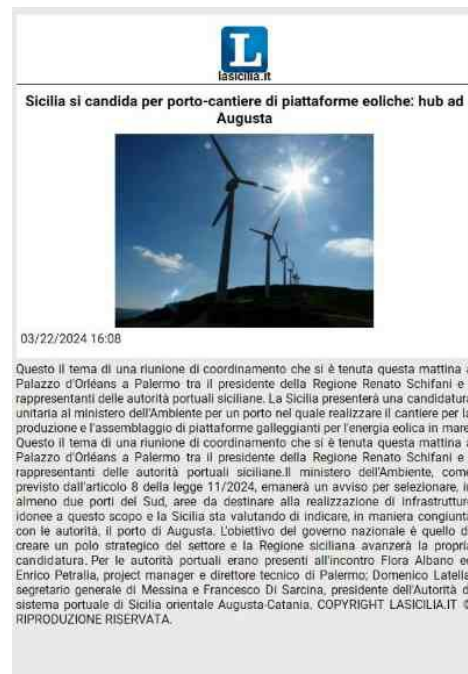 L
lasicilia.it
Sicilia si candida per porto-cantiere di piattaforme eoliche: hub ad
Augusta
03/22/2024 16:08
Questo il tema di una riunione di coordinamento che si è tenuta questa mattina a
Palazzo d'Orléans a Palermo tra il presidente della Regione Renato Schifani e i
rappresentanti delle autorità portuali siciliane. La Sicilia presenterà una candidatura
unitaria al ministero dell'Ambiente per un porto nel quale realizzare il cantiere per la
produzione e l'assemblaggio di piattaforme galleggianti per l'energia eolica in mare.
Questo il tema di una riunione di coordinamento che si è tenuta questa mattina a
Palazzo d'Orléans a Palermo tra il presidente della Regione Renato Schifani e i
rappresentanti delle autorità portuali siciliane.Il ministero dell'Ambiente, come
previsto dall'articolo 8 della legge 11/2024, emanerà un avviso per selezionare, in
almeno due porti del Sud, aree da destinare alla realizzazione di infrastrutture
idonee a questo scopo e la Sicilia sta valutando di indicare, in maniera congiunta
con le autorità, il porto di Augusta. L'obiettivo del governo nazionale è quello di
creare un polo strategico del settore e la Regione siciliana avanzerà la propria
candidatura. Per le autorità portuali erano presenti all'incontro Flora Albano ed
Enrico Petralia, project manager e direttore tecnico di Palermo; Domenico Latella,
segretario generale di Messina e Francesco Di Sarcina, presidente dell'Autorità di
sistema portuale di Sicilia orientale Augusta-Catania. COPYRIGHT LASICILIA.IT ©
RIPRODUZIONE RISERVATA.